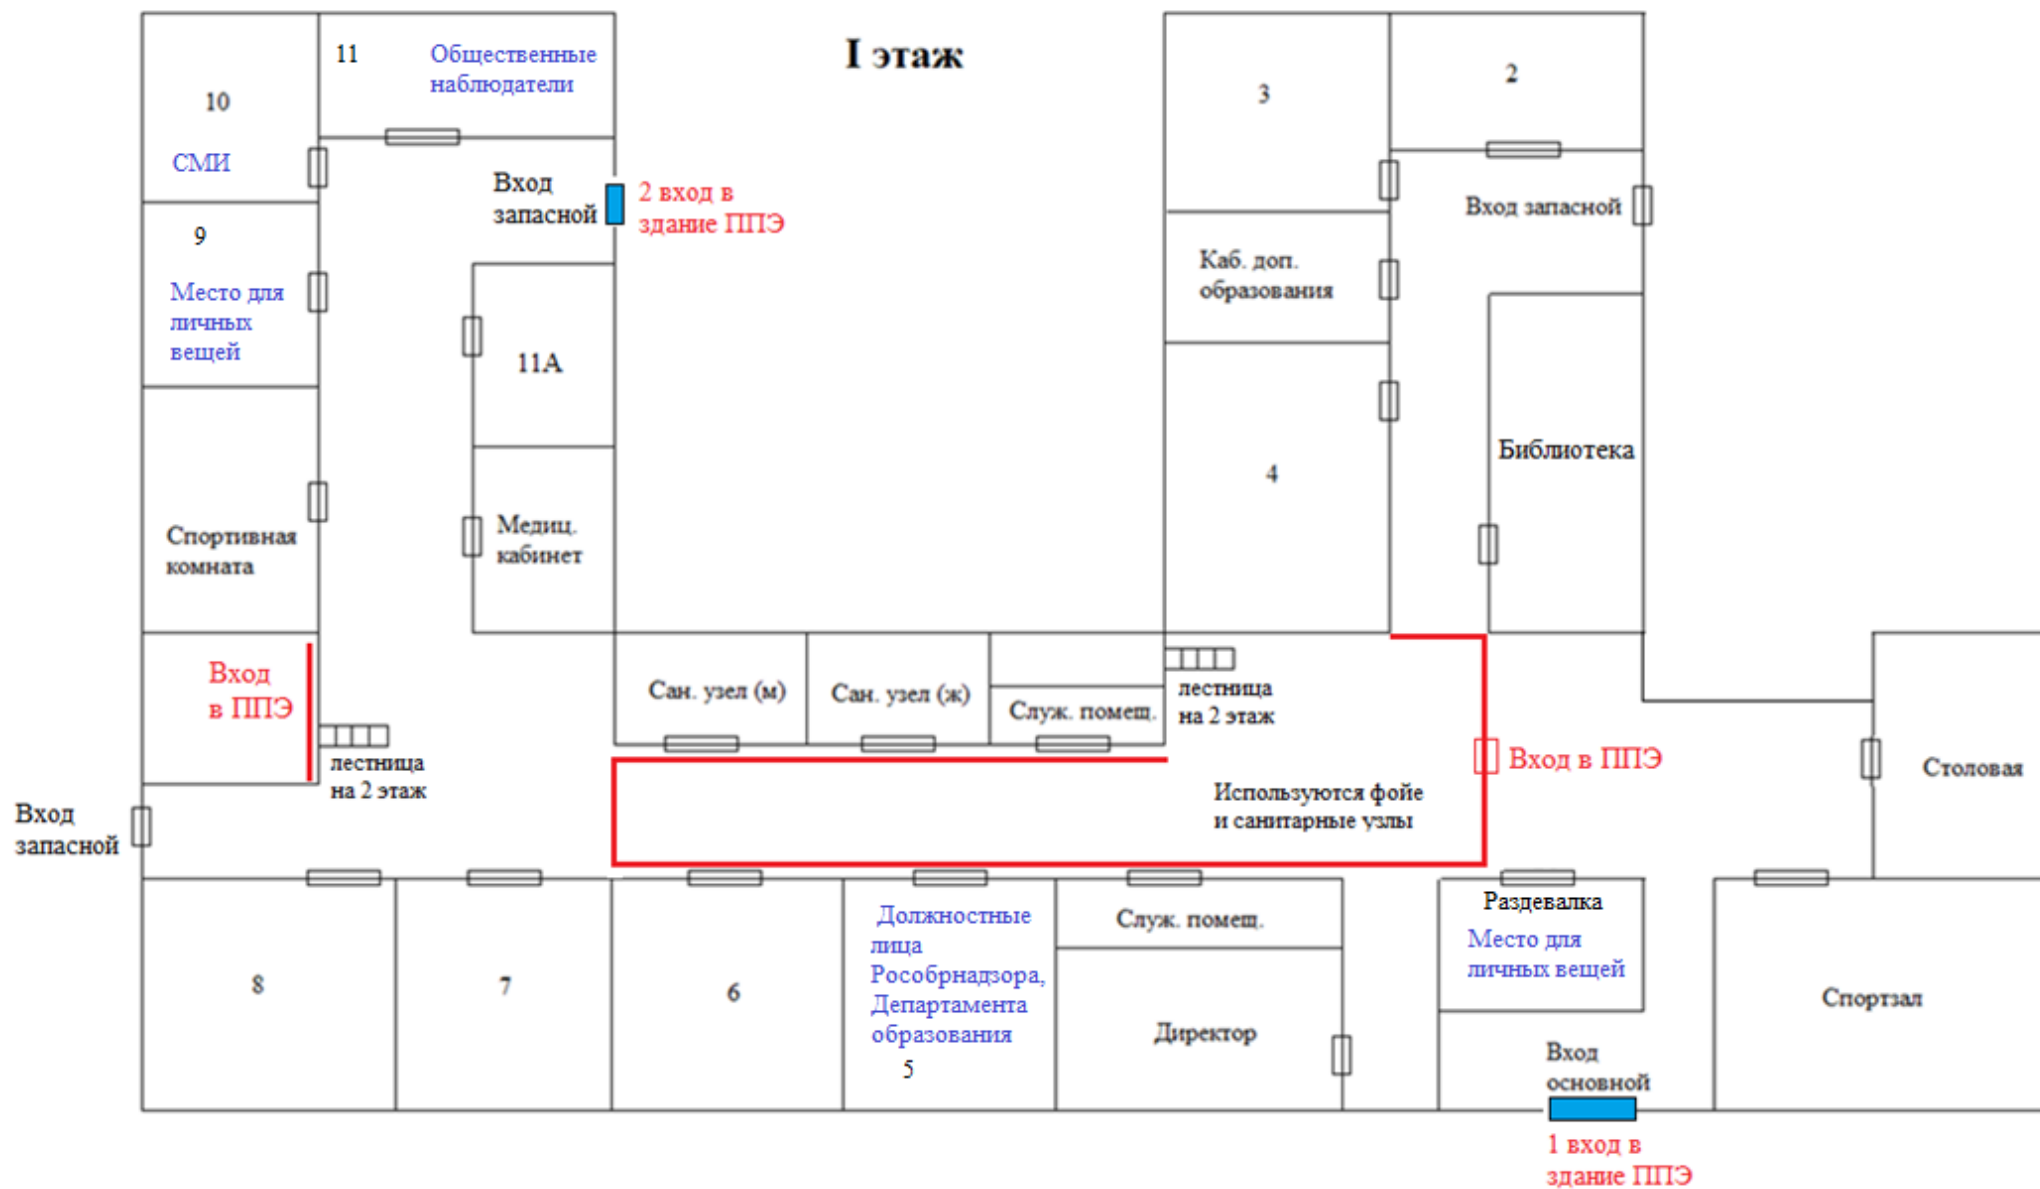 I этаж
10
СМИ
11
Общественные
наблюдатели
Вход
запасной
2 вход в
здание ППЭ
9
Место для
личных
вещей
11А
Спортивная
комната
Медиц.
кабинет
3
2
Вход запасной
Каб. доп.
образования
4
Библиотека
Вход
в ППЭ
лестница
на 2 этаж
Вход
запасной
Сан. узел (м)
Сан. узел (ж)
Служ. помещ.
лестница
на 2 этаж
Используются фойе
и санитарные узлы
Вход в ППЭ
Столовая
8
7
6
Должностные
лица
Рособрнадзора,
Департамента
образования
5
Служ. помещ.
Директор
Раздевалка
Место для
личных вещей
Спортзал
Вход
основной
1 вход в
здание ППЭ